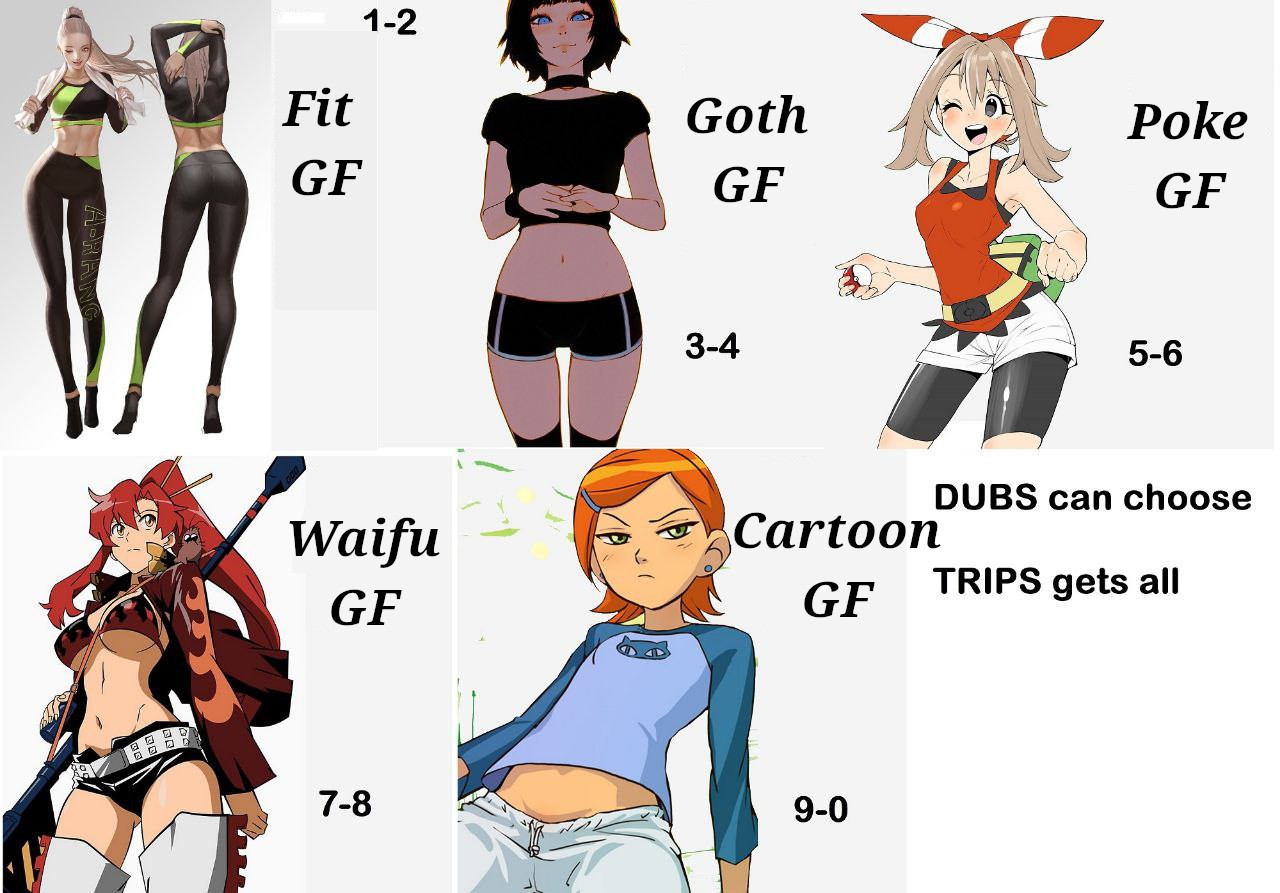 1-2
Fit
GF
A-HANG
Goth
GF
3-4
Poke
GF
5-6
Waifu
GF
7-8
Cartoon
GF
9-0
DUBS can choose
TRIPS gets all